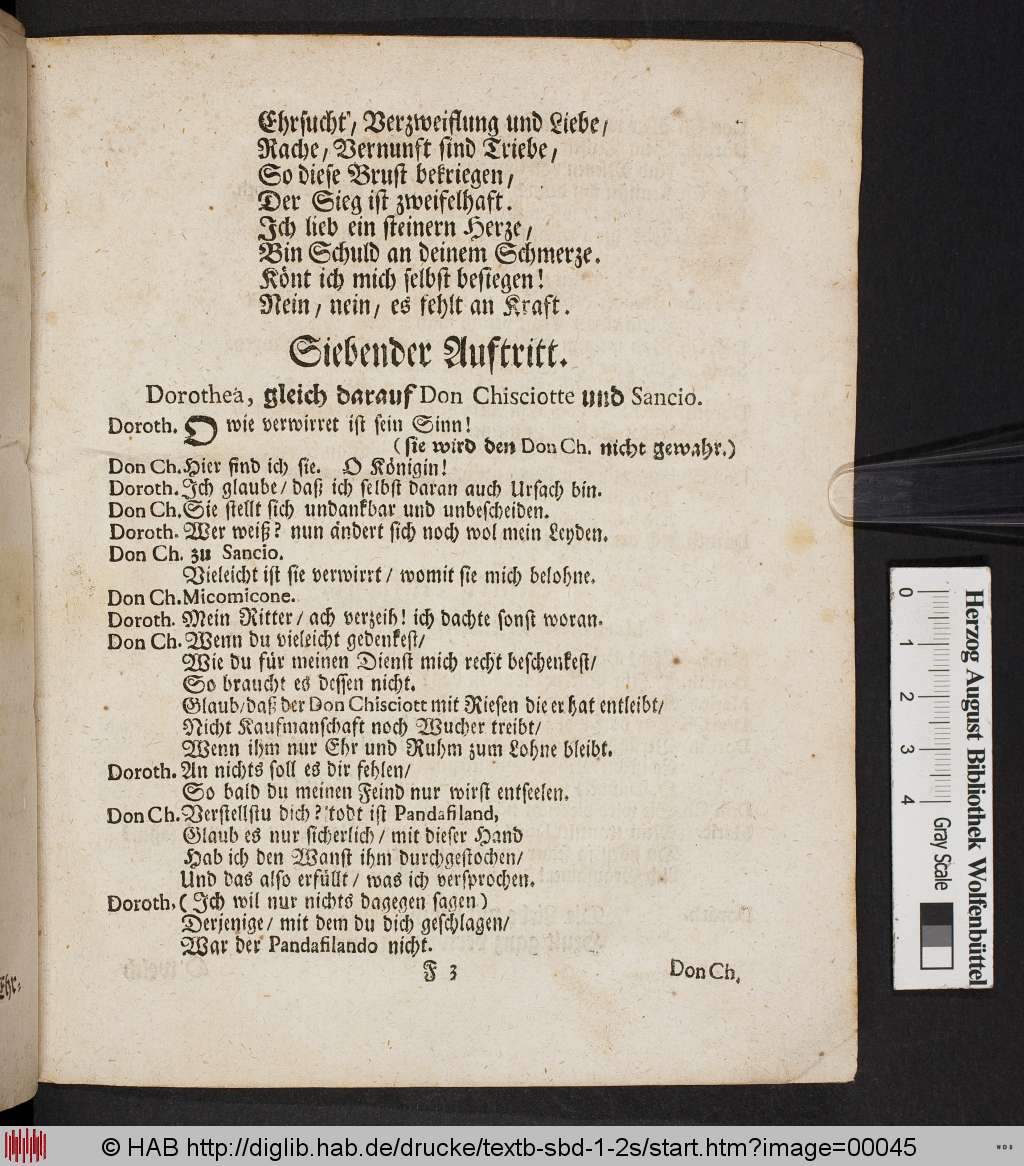 Ehrsucht, Verzweiflung und Liebe/
Rache/ Vernunft sind Triebe/
So diese Brust bekriegen/
Der Sieg ist zweifelhaft.
Ich lieb ein steinern Herze/
Bin Schuld an deinem Schmerze.
Könt ich mich selbst besiegen!
Nein/ nein/ es fehlt an Kraft.
Siebender Auftritt.
Dorothea, gleich darauf Don Chisciotte und Sancio.
Doroth. O wie verwirret ist sein Sinn!
(sie wird den Don Ch. nicht gewahr.)
Don Ch. Hier find ich sie. O Königin!
Doroth. Ich glaube/ daß ich selbst daran auch Ursach bin.
Don Ch. Sie stellt sich undankbar und unbescheiden.
Doroth. Wer weiß? nun ändert sich noch wol mein Leyden.
Don Ch. zu Sancio.
Vieleicht ist sie verwirrt/ womit sie mich belohne.
Don Ch. Micomicone.
Doroth. Mein Ritter/ ach verzeih! ich dachte sonst woran.
Don Ch. Wenn du vieleicht gedenkest/
Wie du für meinen Dienst mich recht beschenkest/
So braucht es dessen nicht.
Glaub/ daß der Don Chisciott mit Riesen die er hat entleibt/
Nicht Kaufmanschaft noch Wucher treibt/
Wenn ihm nur Ehr und Ruhm zum Lohne bleibt.
Doroth. An nichts soll es dir fehlen/
So bald du meinen Feind nur wirst entseelen.
Don Ch. Verstellstu dich? todt ist Pandafiland,
Glaub es nur sicherlich/ mit dieser Hand
Hab ich den Wanst ihm durchgestochen/
Und das also erfüllt/ was ich versprochen.
Doroth. (Ich wil nur nichts dagegen sagen)
Derjenige/ mit dem du dich geschlagen/
War der Pandafilando nicht.
F 3 Don Ch.
Ehr-
0 1 2 3 4 Gray Scale
Herzog August Bibliothek Wolfenbüttel
© HAB http://diglib.hab.de/drucke/textb-sbd-1-2s/start.htm?image=00045